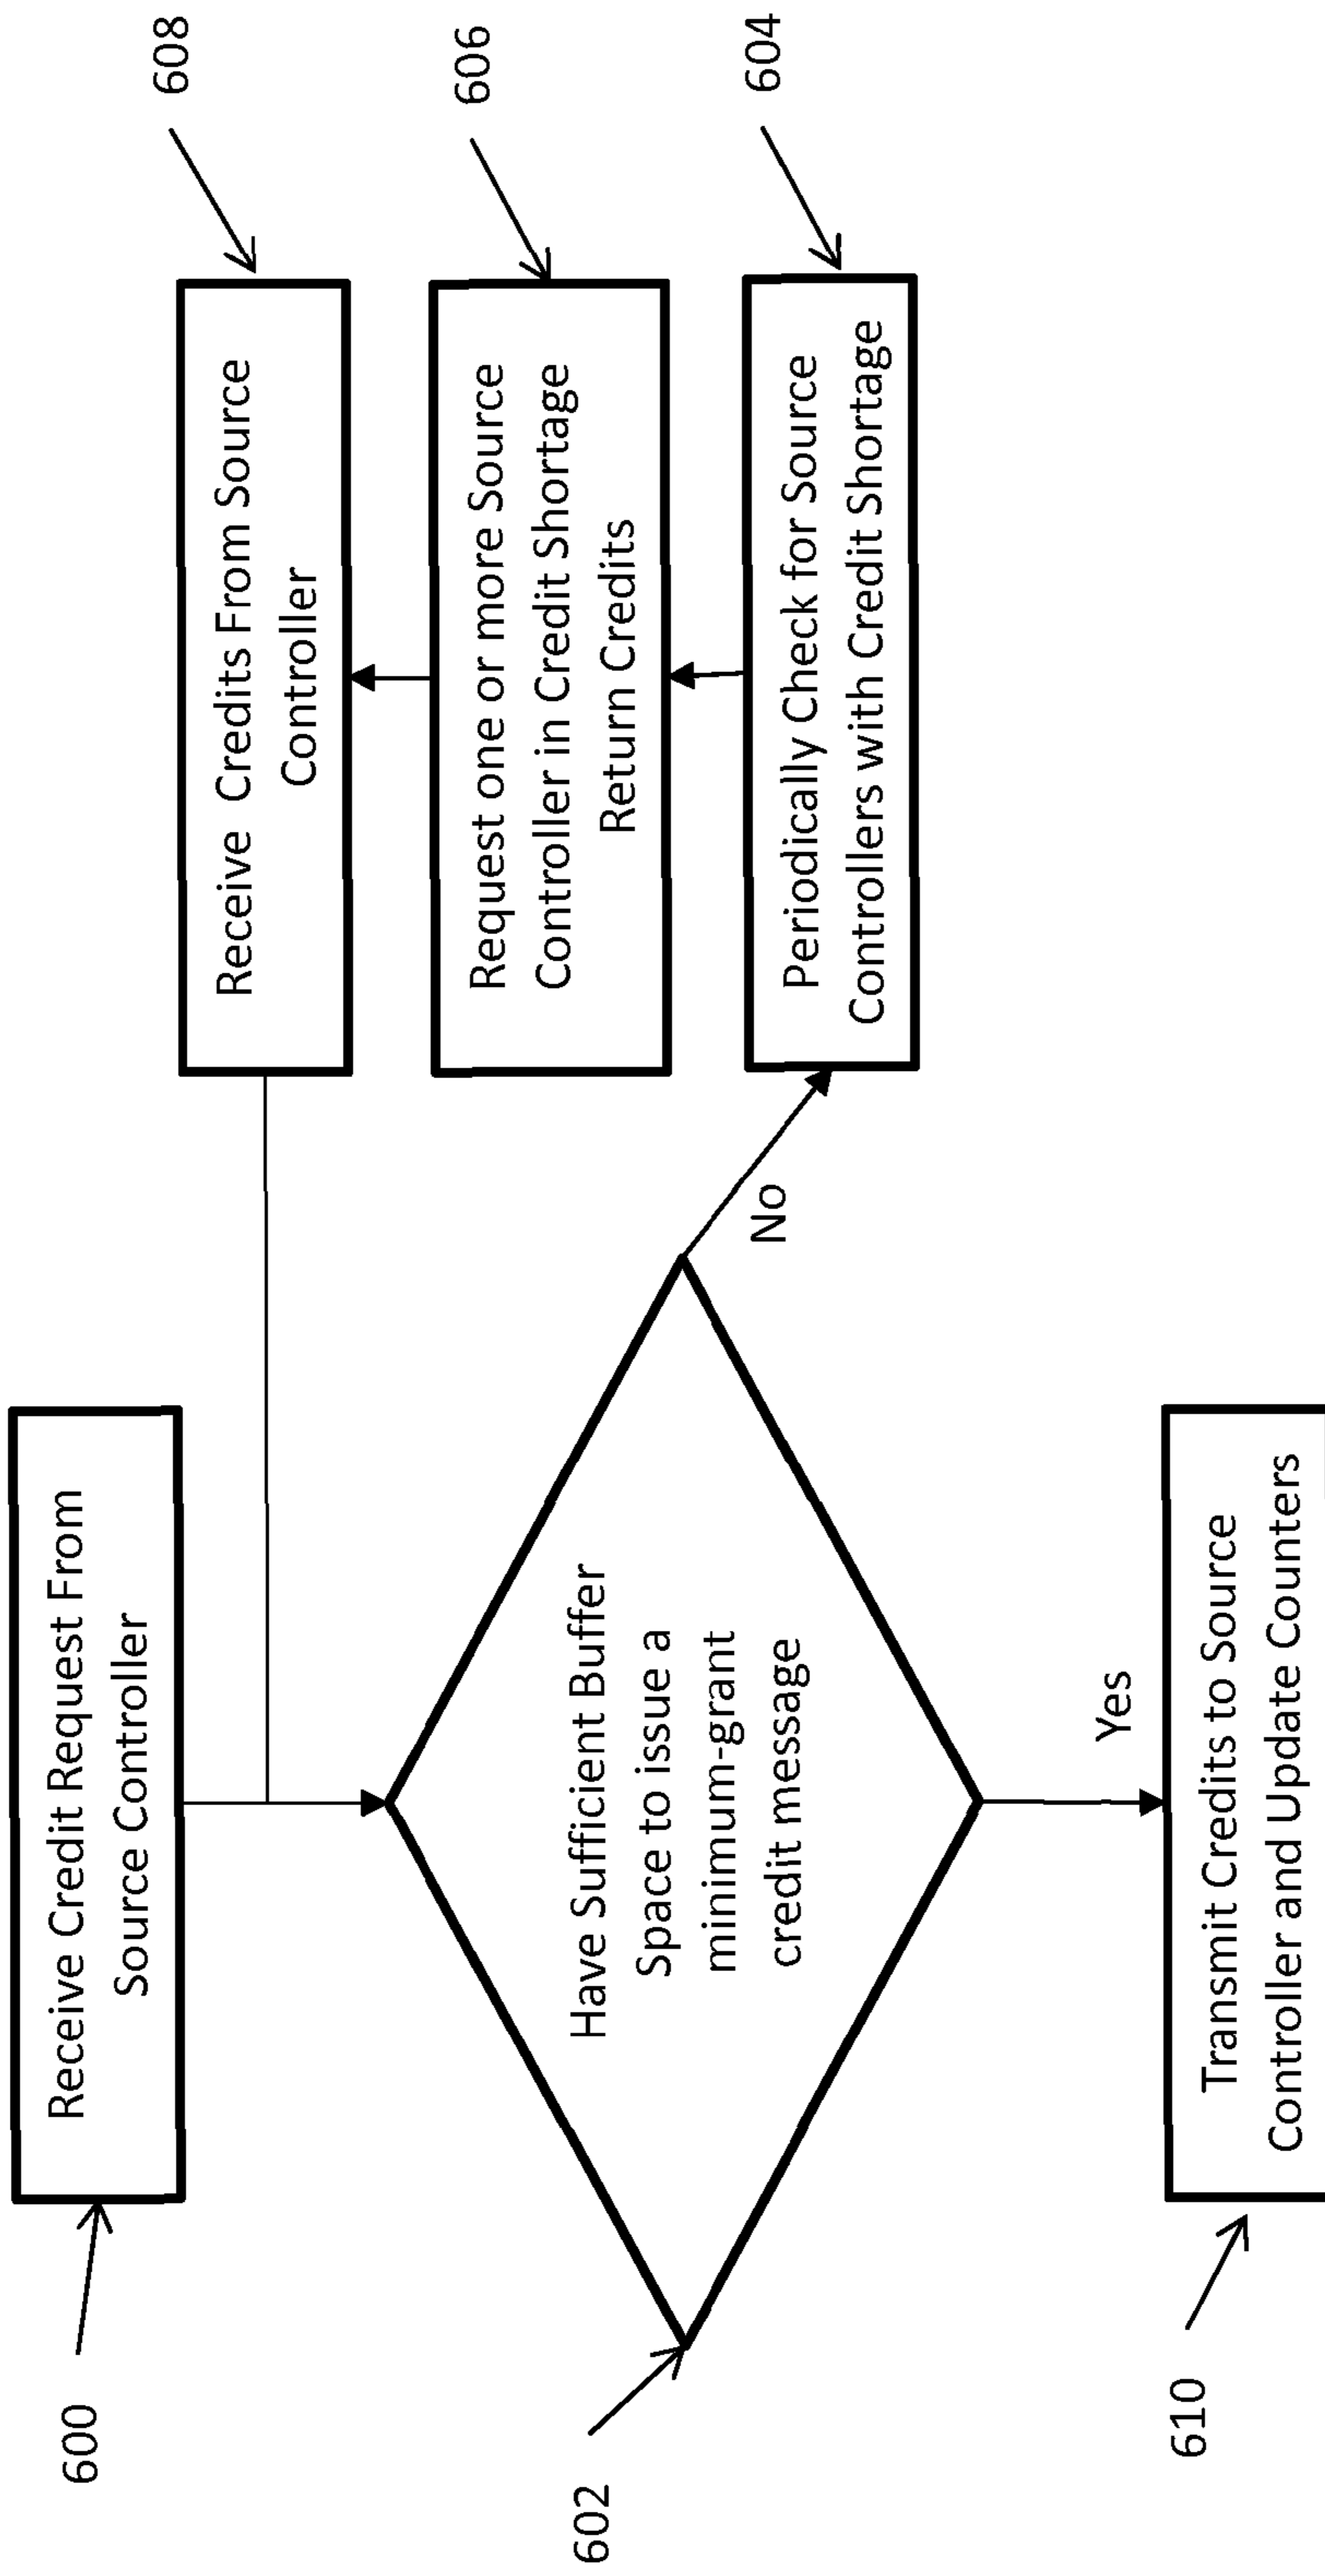 600
Receive Credit Request From
Source Controller
602
Have Sufficient Buffer
Space to issue a
minimum-grant
credit message
No
Yes
608
Receive Credits From Source
Controller
606
Request one or more Source
Controller in Credit Shortage
Return Credits
604
Periodically Check for Source
Controllers with Credit Shortage
610
Transmit Credits to Source
Controller and Update Counters